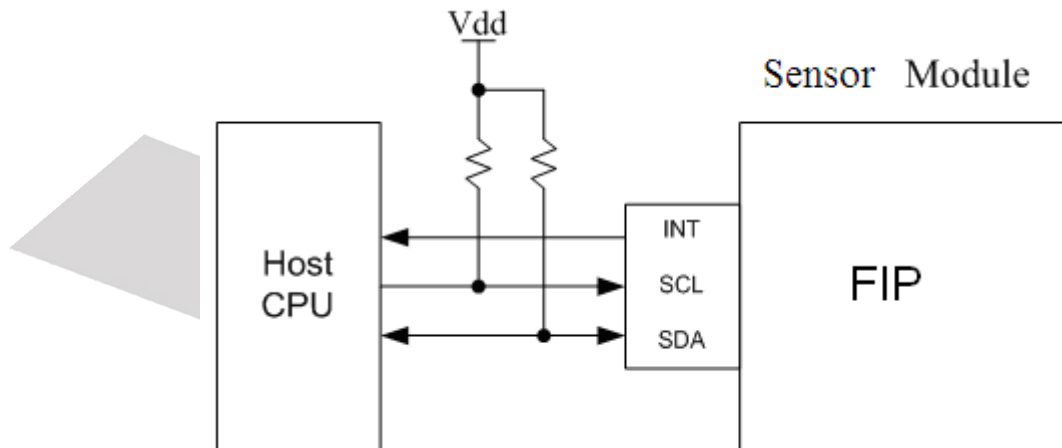 Vdd
Sensor Module
Host
CPU
INT
SCL
SDA
FIP